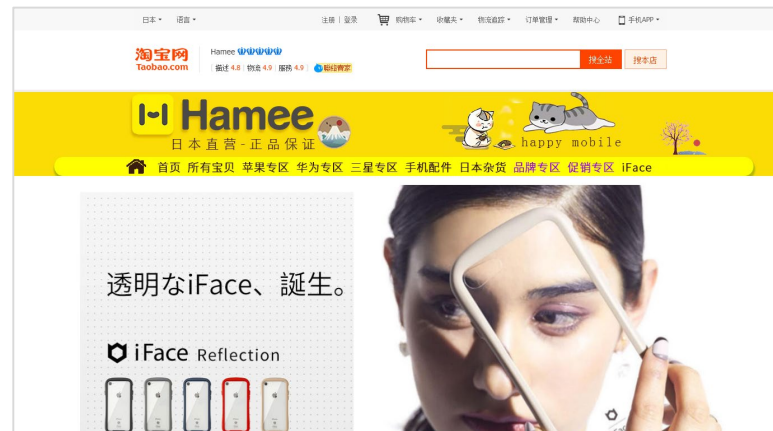 日本 语言 注册 | 登录 购物车 收藏夹 物流追踪 订单管理 帮助中心 手机APP
淘宝网
Taobao.com
Hamee
描述 4.8 物流 4.9 服務 4.9
搜全站 搜本店
Hamee
日本直营-正品保证
happy mobile
首页 所有宝贝 苹果专区 华为专区 三星专区 手机配件 日本杂货 品牌专区 促销专区 iFace
透明なiFace、誕生。
iFace Reflection